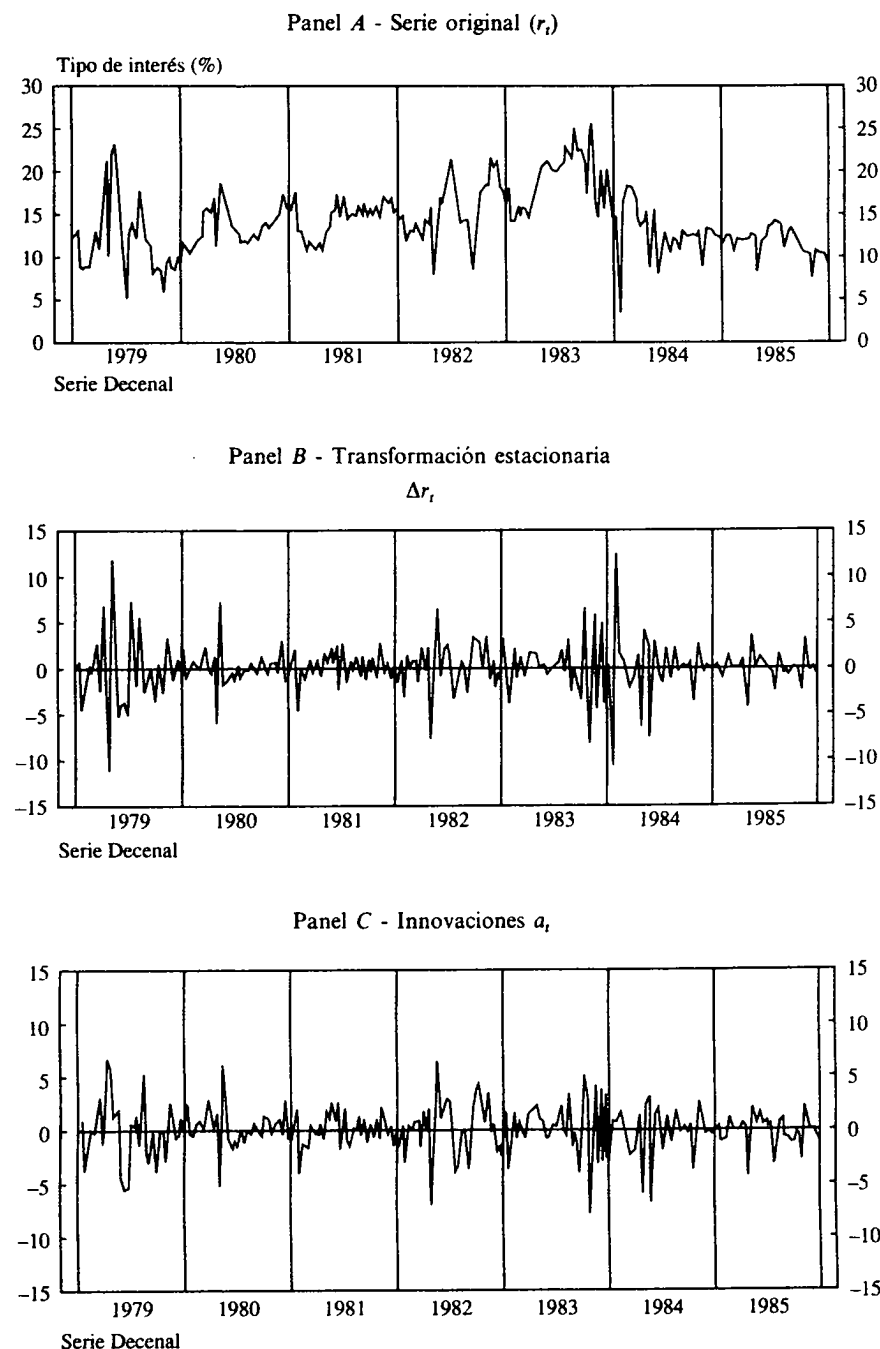 Panel A - Serie original (rₜ)
Tipo de interés (%)
30 30
25 25
20 20
15 15
10 10
5 5
0 0
1979 1980 1981 1982 1983 1984 1985
Serie Decenal
Panel B - Transformación estacionaria
Δrₜ
15 15
10 10
5 5
0 0
−5 −5
−10 −10
−15 −15
1979 1980 1981 1982 1983 1984 1985
Serie Decenal
Panel C - Innovaciones aₜ
15 15
10 10
5 5
0 0
−5 −5
−10 −10
−15 −15
1979 1980 1981 1982 1983 1984 1985
Serie Decenal